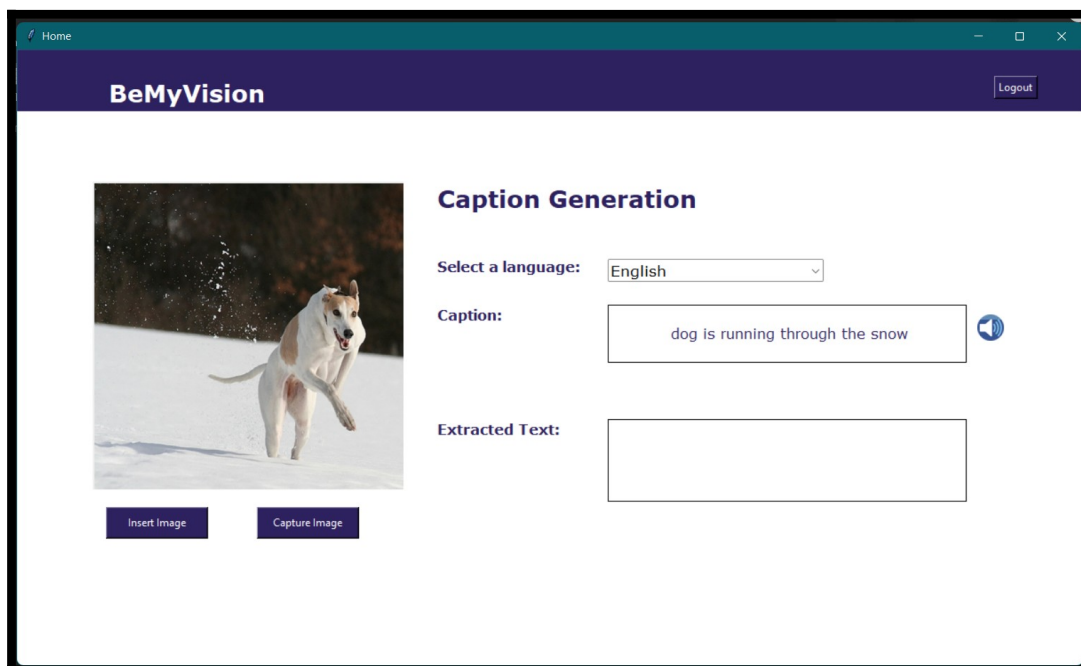 Home
BeMyVision
Logout
Caption Generation
Select a language:
English
Caption:
dog is running through the snow
Extracted Text:
Insert Image
Capture Image